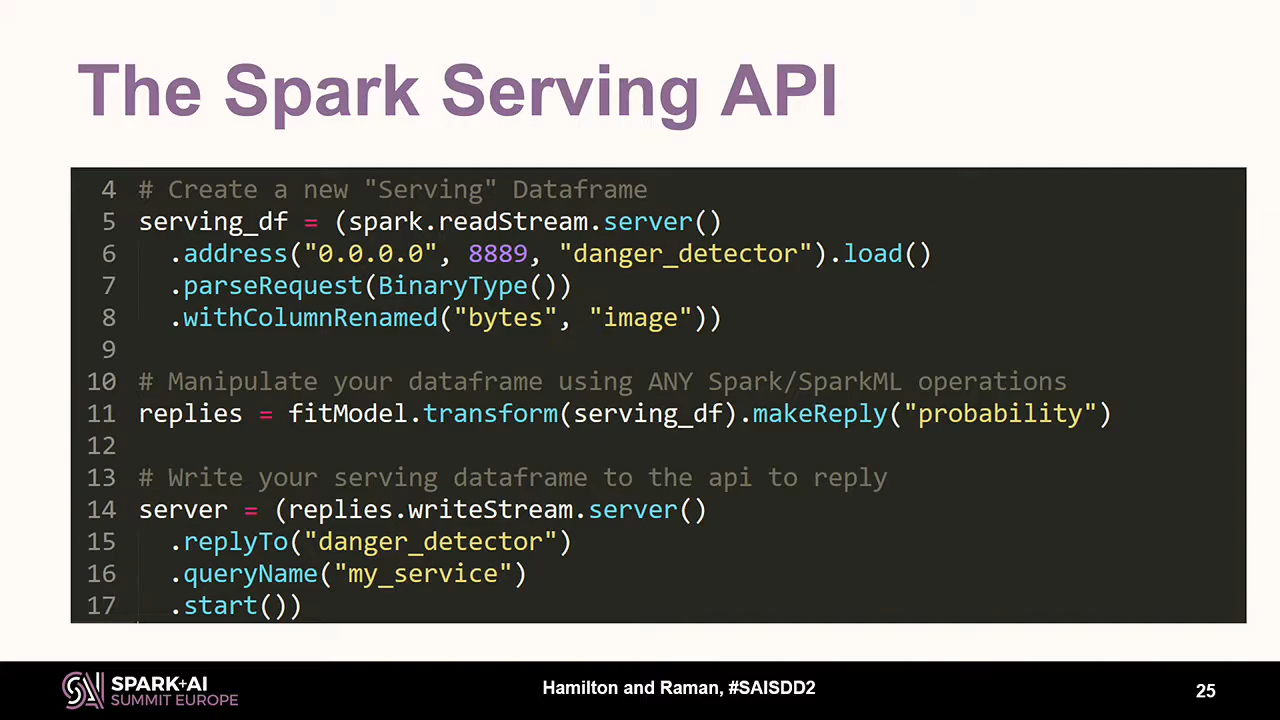 The Spark Serving API
4 # Create a new "Serving" Dataframe
5 serving_df = (spark.readStream.server()
6 .address("0.0.0.0", 8889, "danger_detector").load()
7 .parseRequest(BinaryType())
8 .withColumnRenamed("bytes", "image"))
9
10 # Manipulate your dataframe using ANY Spark/SparkML operations
11 replies = fitModel.transform(serving_df).makeReply("probability")
12
13 # Write your serving dataframe to the api to reply
14 server = (replies.writeStream.server()
15 .replyTo("danger_detector")
16 .queryName("my_service")
17 .start())
SPARK+AI
SUMMIT EUROPE
Hamilton and Raman, #SAISDD2
25